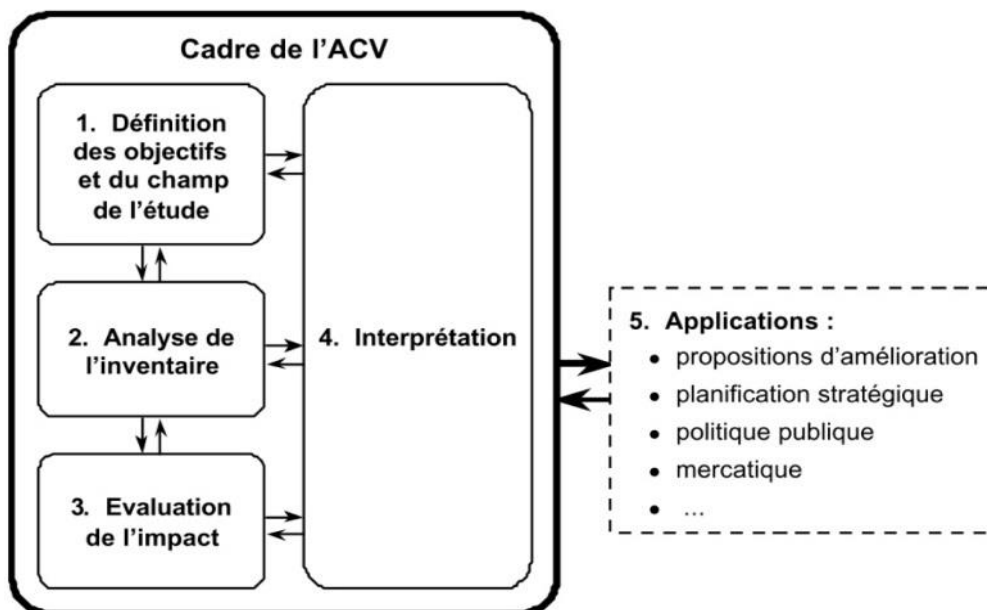 Cadre de l’ACV
1. Définition
des objectifs
et du champ
de l’étude
2. Analyse de
l’inventaire
3. Evaluation
de l’impact
4. Interprétation
5. Applications :
• propositions d’amélioration
• planification stratégique
• politique publique
• mercatique
• ...